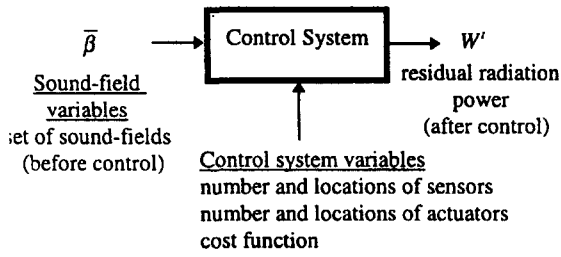 β̅
Control System
W'
Sound-field
variables
set of sound-fields
(before control)
residual radiation
power
(after control)
Control system variables
number and locations of sensors
number and locations of actuators
cost function